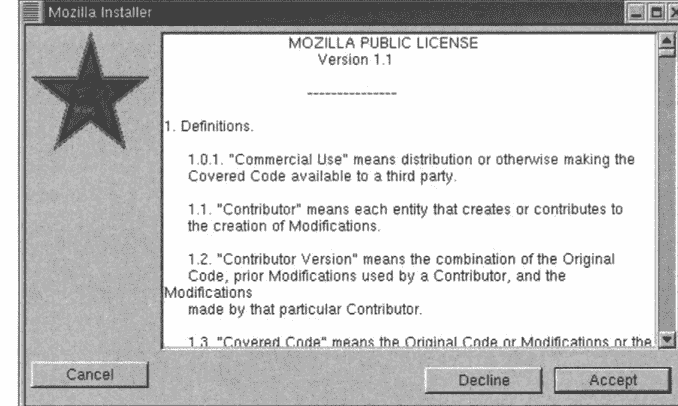 Mozilla Installer
MOZILLA PUBLIC LICENSE
Version 1.1
---------------
1. Definitions.
1.0.1. "Commercial Use" means distribution or otherwise making the
Covered Code available to a third party.
1.1. "Contributor" means each entity that creates or contributes to
the creation of Modifications.
1.2. "Contributor Version" means the combination of the Original
Code, prior Modifications used by a Contributor, and the
Modifications
made by that particular Contributor.
1.3. "Covered Code" means the Original Code or Modifications or the
Cancel
Decline
Accept